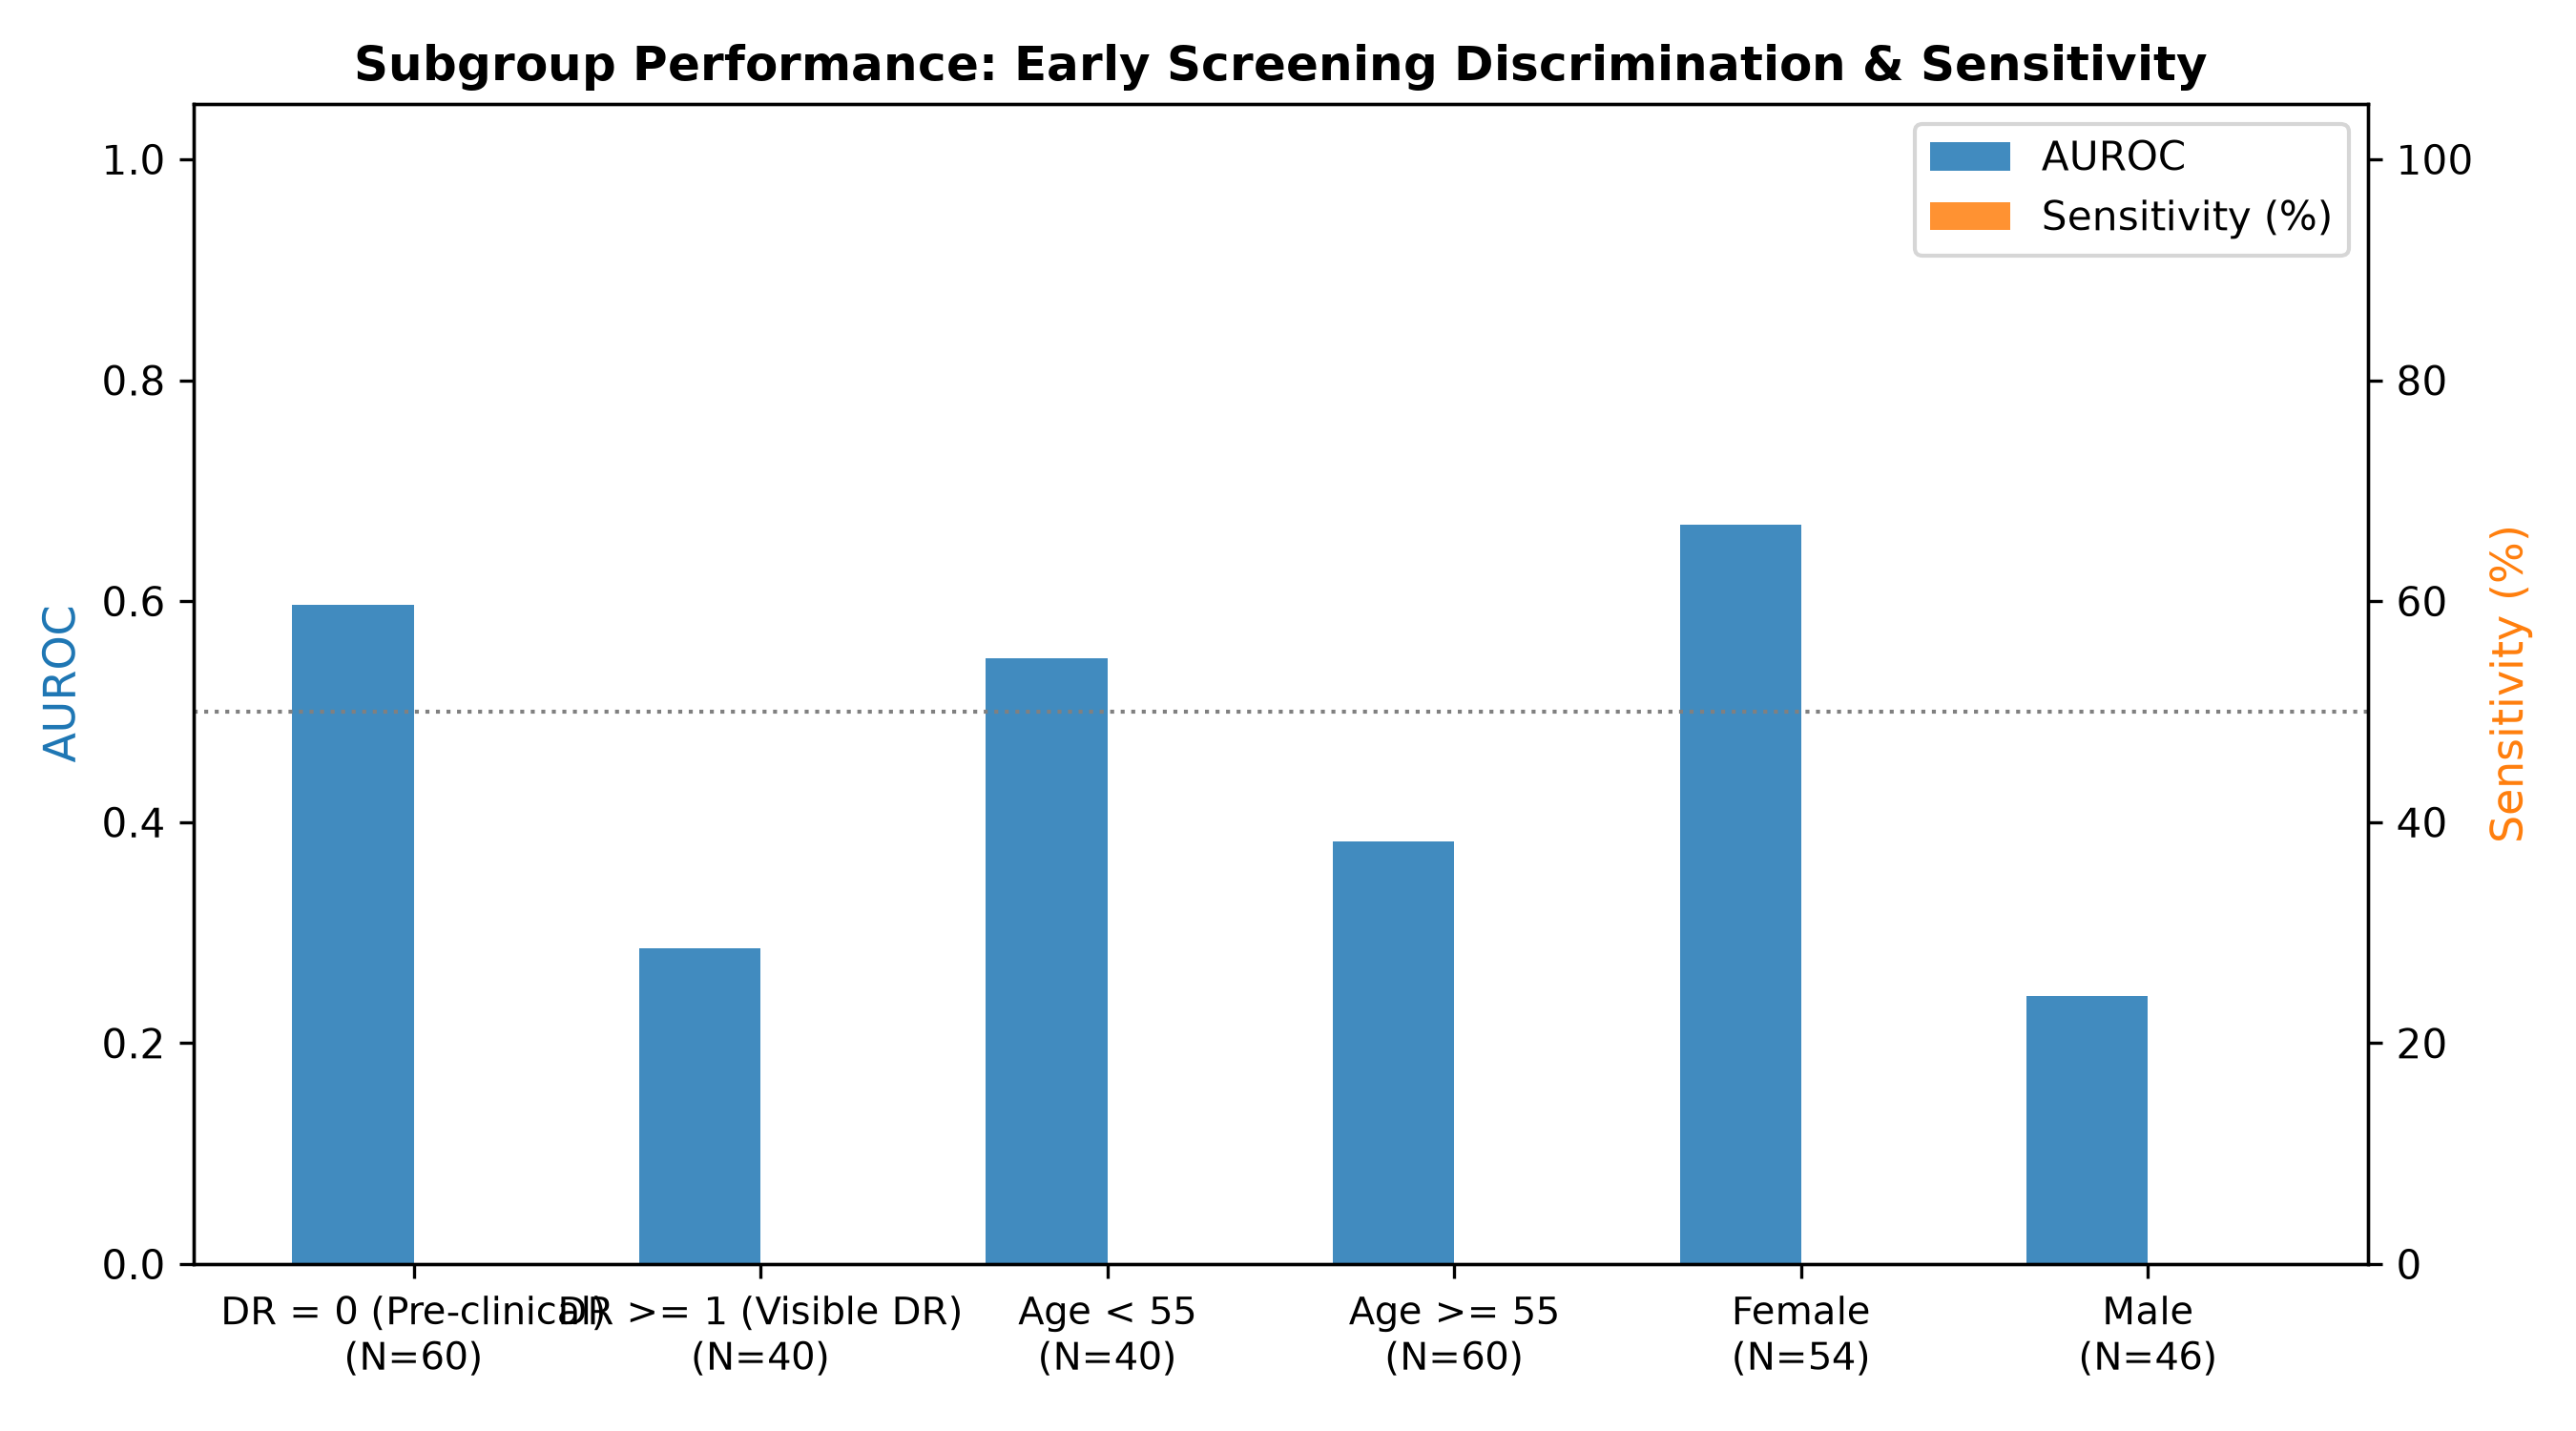 Subgroup Performance: Early Screening Discrimination & Sensitivity
AUROC
Sensitivity (%)
1.0
0.8
0.6
0.4
0.2
0.0
AUROC
100
80
60
40
20
0
Sensitivity (%)
DR = 0 (Pre-clinical)
(N=60)
DR >= 1 (Visible DR)
(N=40)
Age < 55
(N=40)
Age >= 55
(N=60)
Female
(N=54)
Male
(N=46)